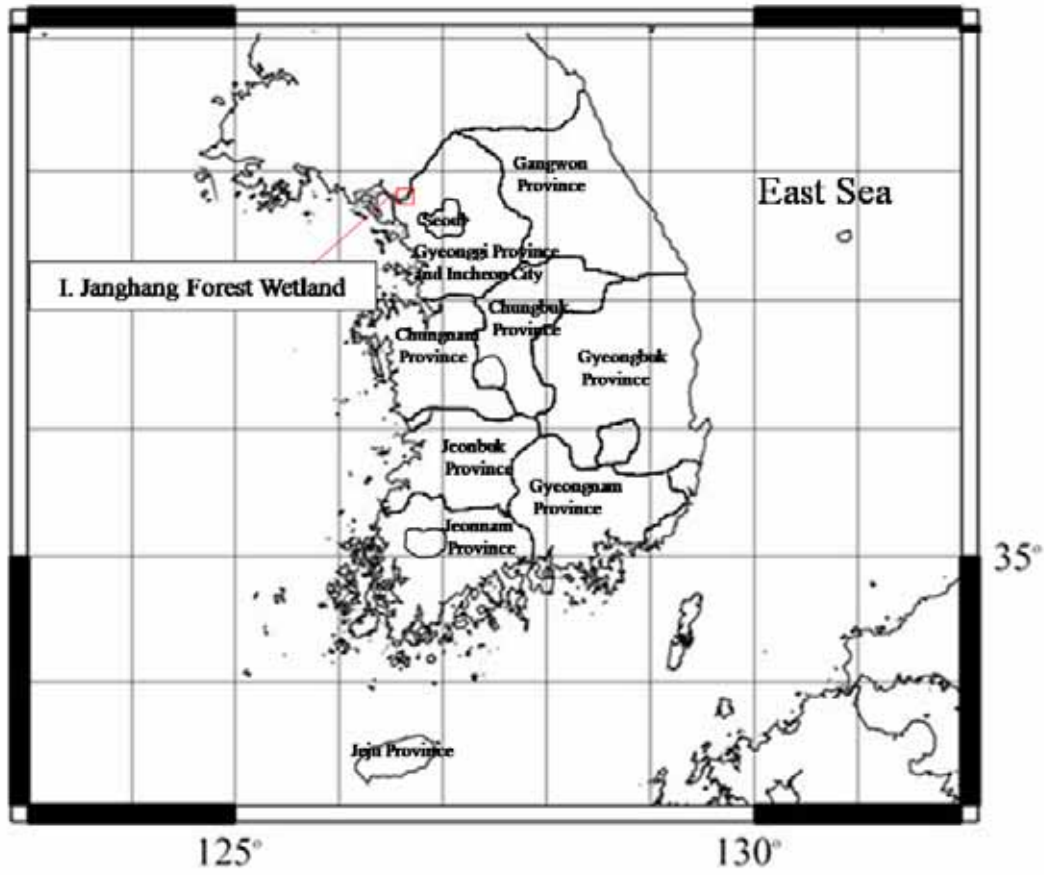 Gangwon
Province
East Sea
Seoul
Gyeonggi Province
and Incheon City
I. Janghang Forest Wetland
Chungbuk
Province
Chungnam
Province
Gyeongbuk
Province
Jeonbuk
Province
Gyeongnam
Province
Jeonnam
Province
35°
Jeju Province
125°
130°